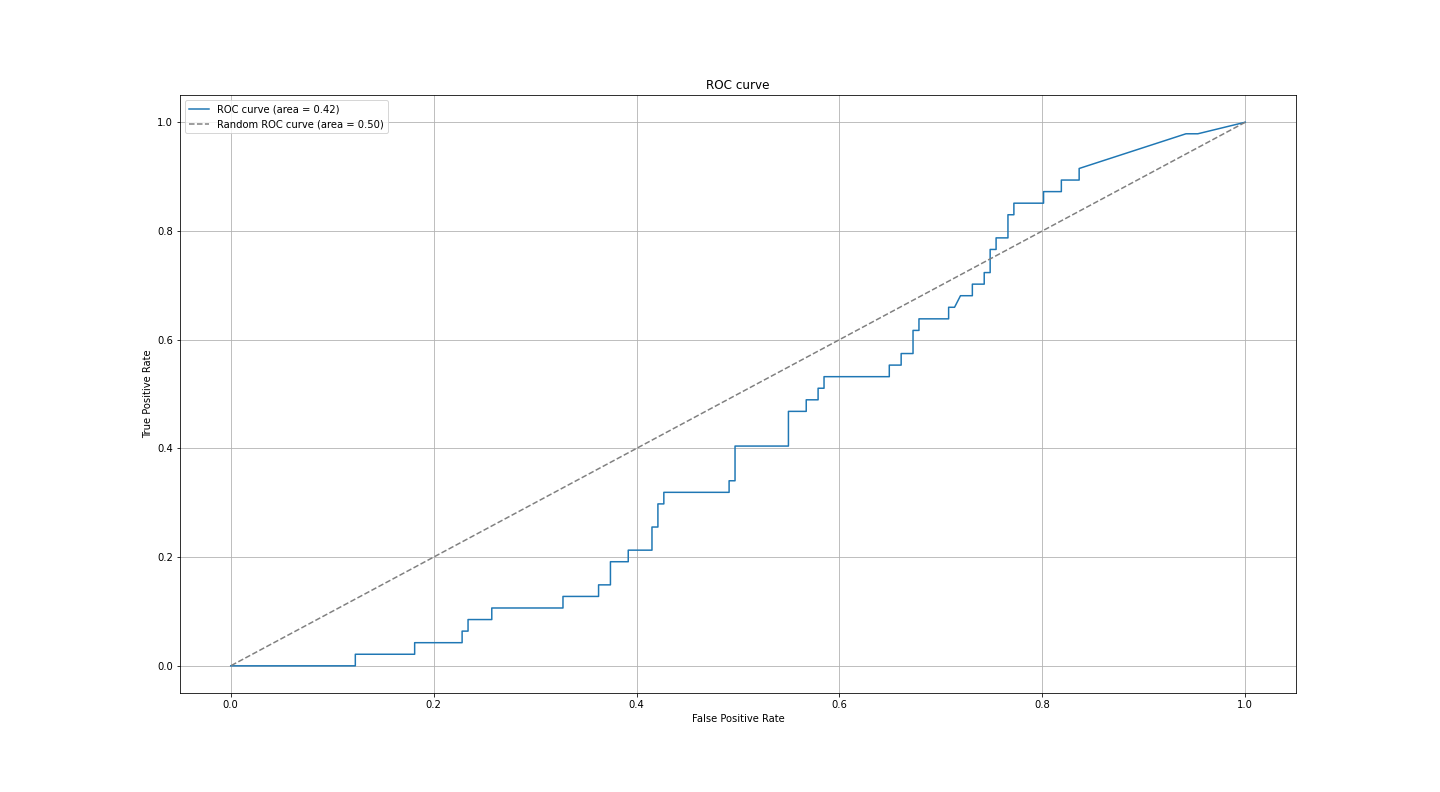 ROC curve
ROC curve (area = 0.42)
Random ROC curve (area = 0.50)
1.0
0.8
0.6
0.4
0.2
0.0
True Positive Rate
0.0 0.2 0.4 0.6 0.8 1.0
False Positive Rate